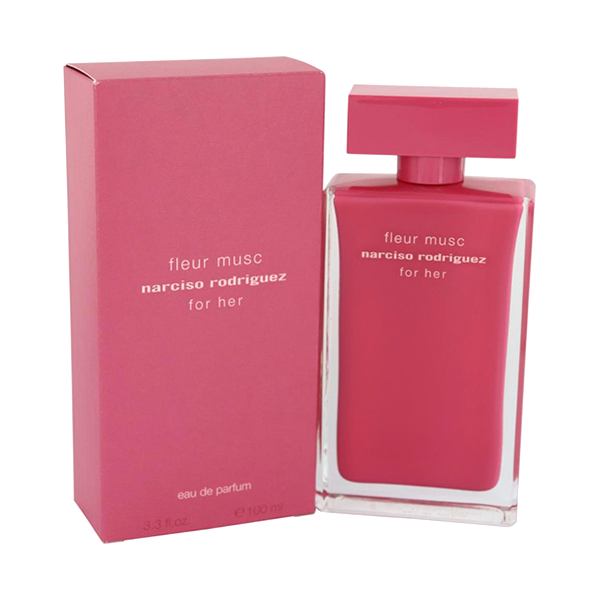 fleur musc
narciso rodriguez
for her
eau de parfum
3.3 fl.oz. ℮100 ml
fleur musc
narciso rodriguez
for her